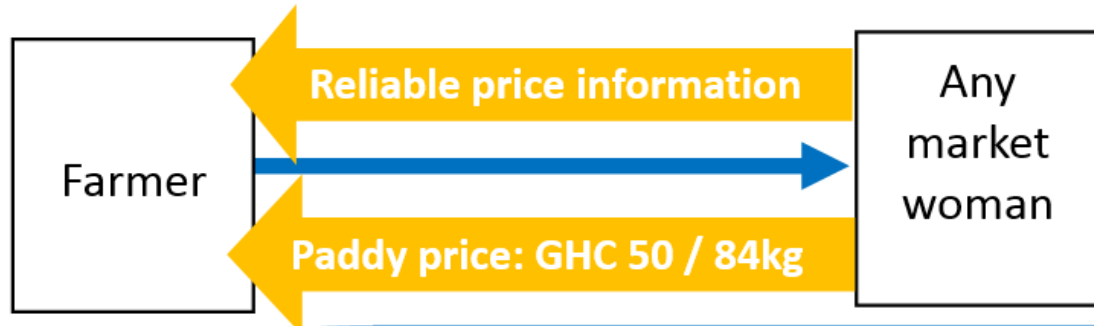 Reliable price information
Any
market
woman
Farmer
Paddy price: GHC 50 / 84kg